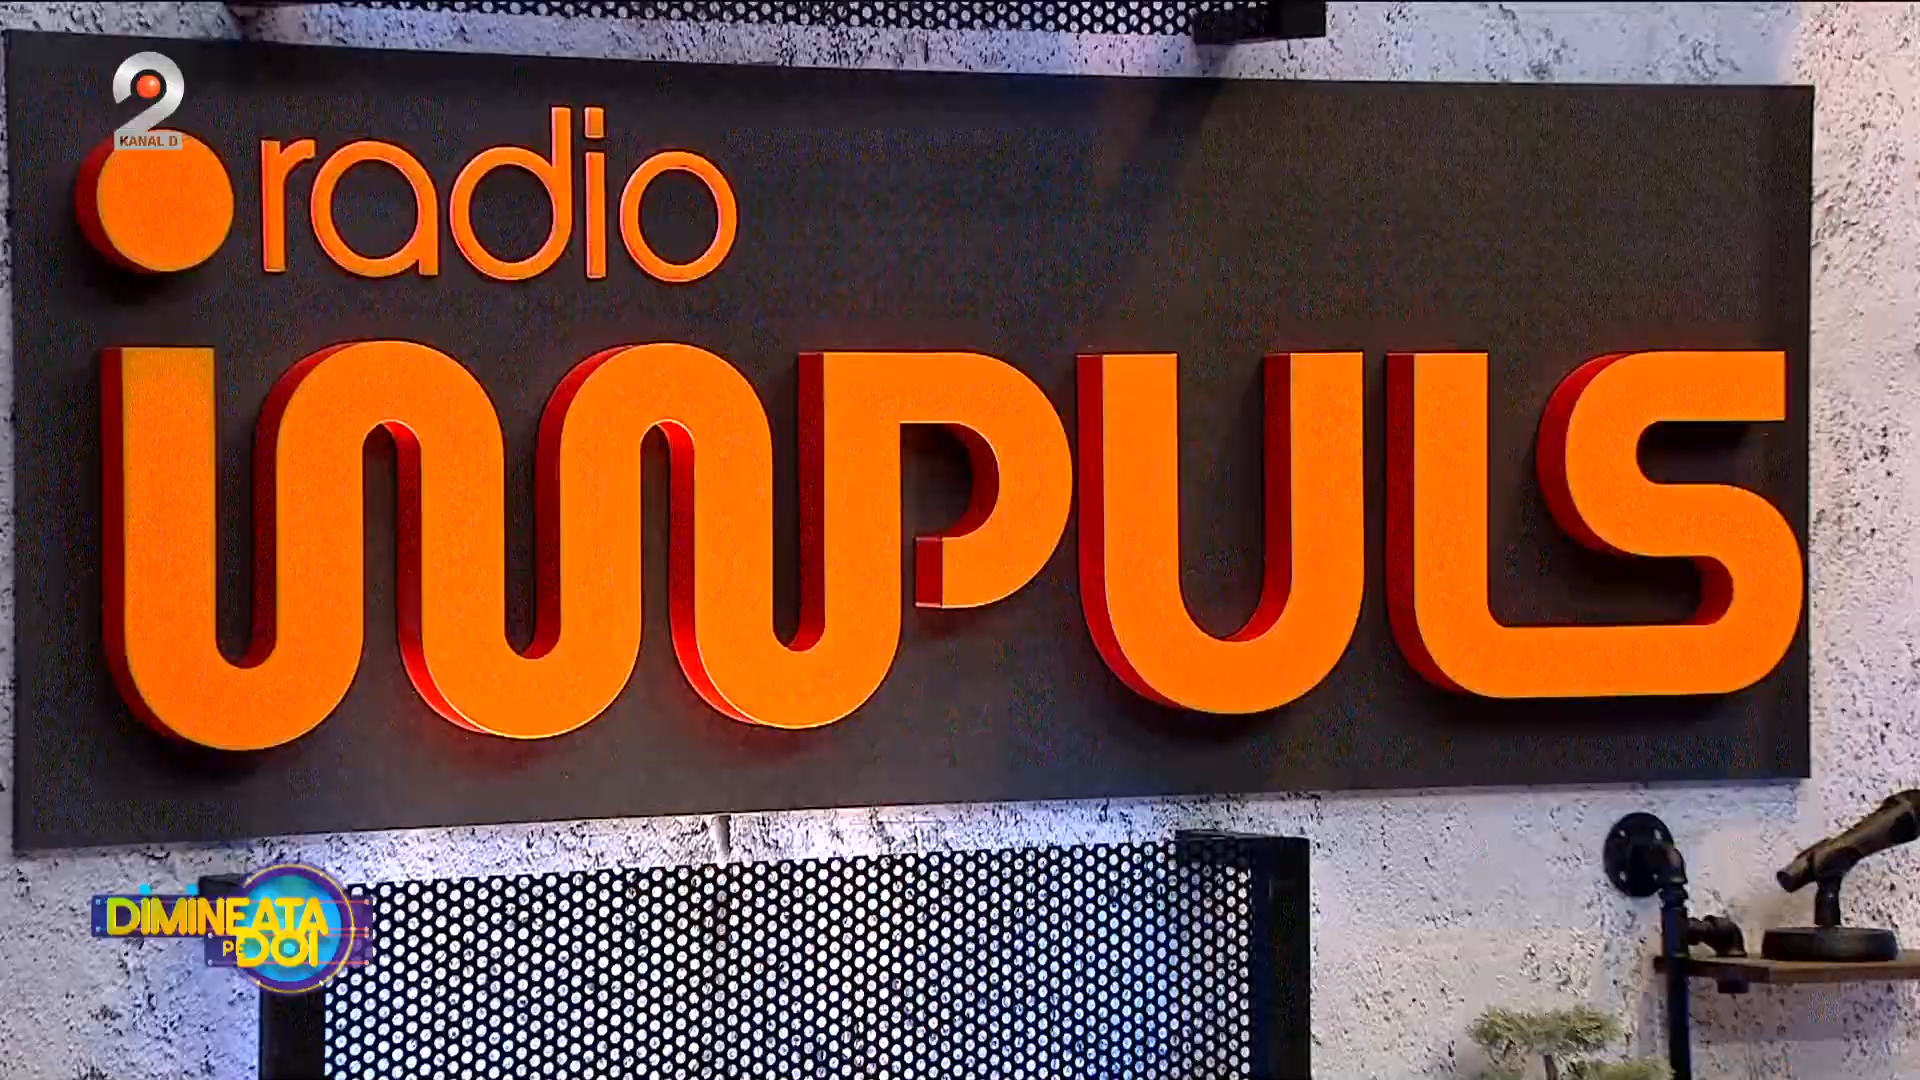 2
KANAL D
radio
impuls
DIMINEATA
PE DOI